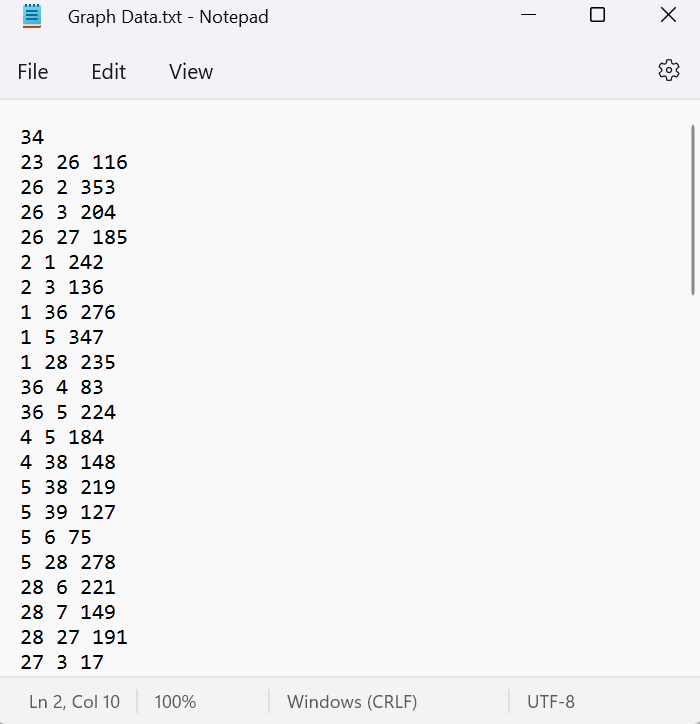 Graph Data.txt - Notepad
File Edit View
34
23 26 116
26 2 353
26 3 204
26 27 185
2 1 242
2 3 136
1 36 276
1 5 347
1 28 235
36 4 83
36 5 224
4 5 184
4 38 148
5 38 219
5 39 127
5 6 75
5 28 278
28 6 221
28 7 149
28 27 191
27 3 17
Ln 2, Col 10 100% Windows (CRLF) UTF-8